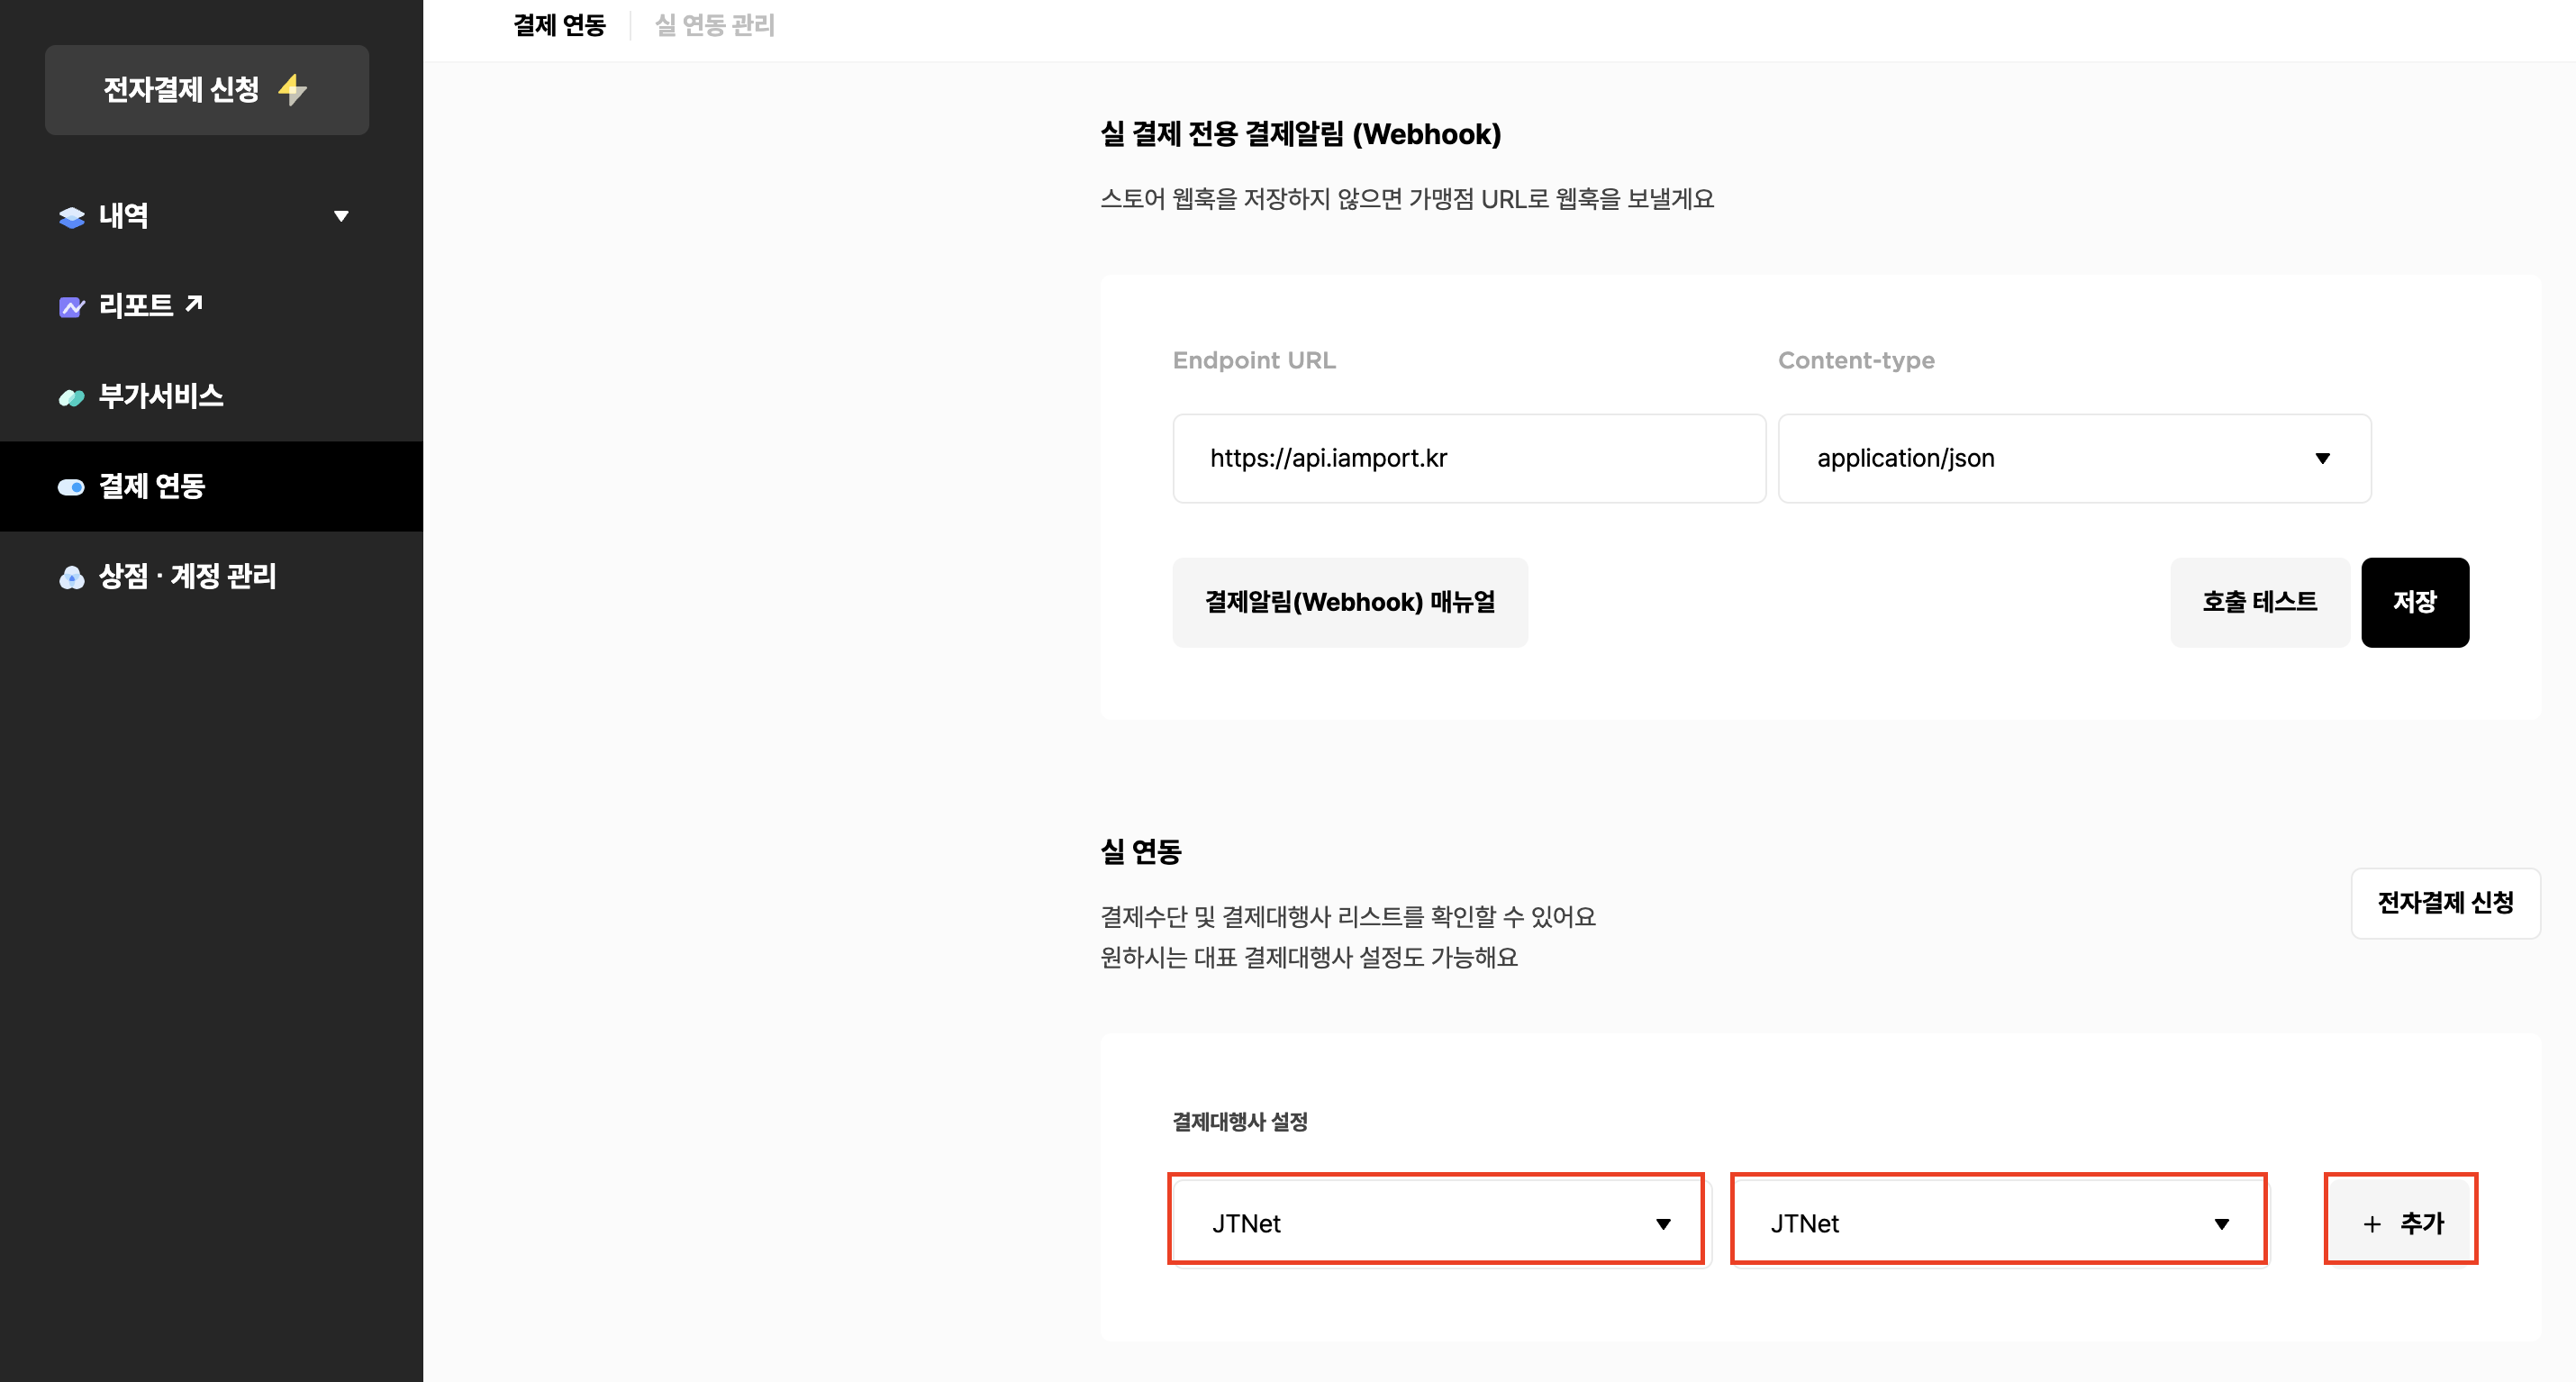 전자결제 신청
내역
리포트
부가서비스
결제 연동
상점 · 계정 관리
결제 연동
실 연동 관리
실 결제 전용 결제알림 (Webhook)
스토어 웹훅을 저장하지 않으면 가맹점 URL로 웹훅을 보낼게요
Endpoint URL
Content-type
https://api.iamport.kr
application/json
결제알림(Webhook) 매뉴얼
호출 테스트
저장
실 연동
결제수단 및 결제대행사 리스트를 확인할 수 있어요
원하시는 대표 결제대행사 설정도 가능해요
전자결제 신청
결제대행사 설정
JTNet
JTNet
+ 추가